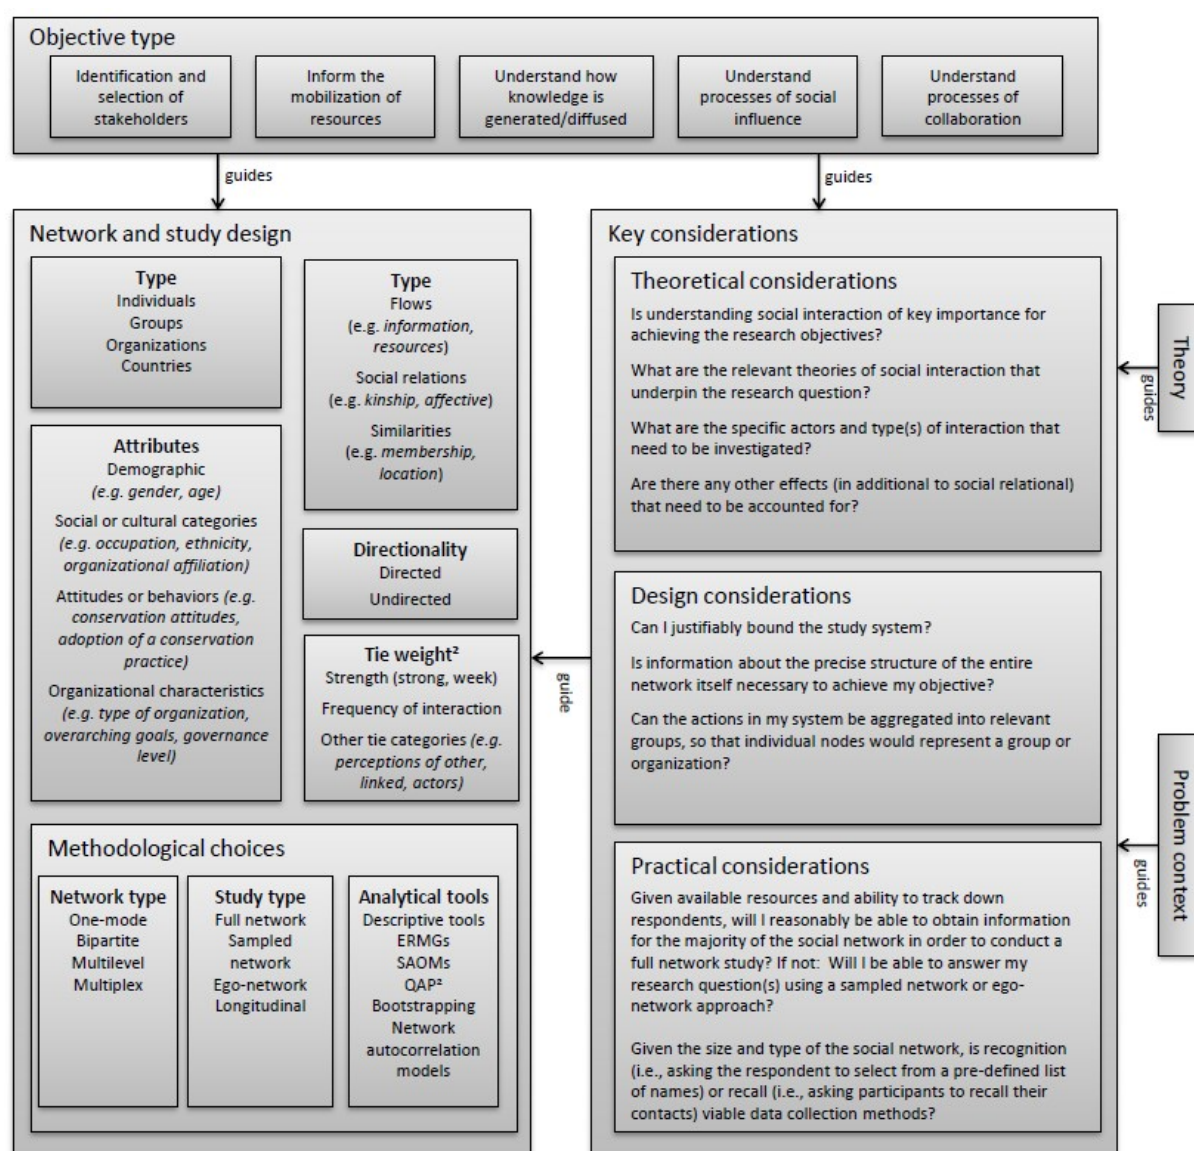 Objective type
Identification and
selection of
stakeholders
Inform the
mobilization of
resources
Understand how
knowledge is
generated/diffused
Understand
processes of social
influence
Understand
processes of
collaboration
guides
guides
Network and study design
Type
Individuals
Groups
Organizations
Countries
Attributes
Demographic
(e.g. gender, age)
Social or cultural categories
(e.g. occupation, ethnicity,
organizational affiliation)
Attitudes or behaviors (e.g.
conservation attitudes,
adoption of a conservation
practice)
Organizational characteristics
(e.g. type of organization,
overarching goals, governance
level)
Type
Flows
(e.g. information,
resources)
Social relations
(e.g. kinship, affective)
Similarities
(e.g. membership,
location)
Directionality
Directed
Undirected
Tie weight²
Strength (strong, week)
Frequency of interaction
Other tie categories (e.g.
perceptions of other,
linked, actors)
Methodological choices
Network type
One-mode
Bipartite
Multilevel
Multiplex
Study type
Full network
Sampled
network
Ego-network
Longitudinal
Analytical tools
Descriptive tools
ERMGs
SAOMs
QAP²
Bootstrapping
Network
autocorrelation
models
guide
Key considerations
Theoretical considerations
Is understanding social interaction of key importance for
achieving the research objectives?
What are the relevant theories of social interaction that
underpin the research question?
What are the specific actors and type(s) of interaction that
need to be investigated?
Are there any other effects (in additional to social relational)
that need to be accounted for?
Design considerations
Can I justifiably bound the study system?
Is information about the precise structure of the entire
network itself necessary to achieve my objective?
Can the actions in my system be aggregated into relevant
groups, so that individual nodes would represent a group or
organization?
Practical considerations
Given available resources and ability to track down
respondents, will I reasonably be able to obtain information
for the majority of the social network in order to conduct a
full network study? If not:  Will I be able to answer my
research question(s) using a sampled network or ego-
network approach?
Given the size and type of the social network, is recognition
(i.e., asking the respondent to select from a pre-defined list
of names) or recall (i.e., asking participants to recall their
contacts) viable data collection methods?
Theory
guides
Problem context
guides